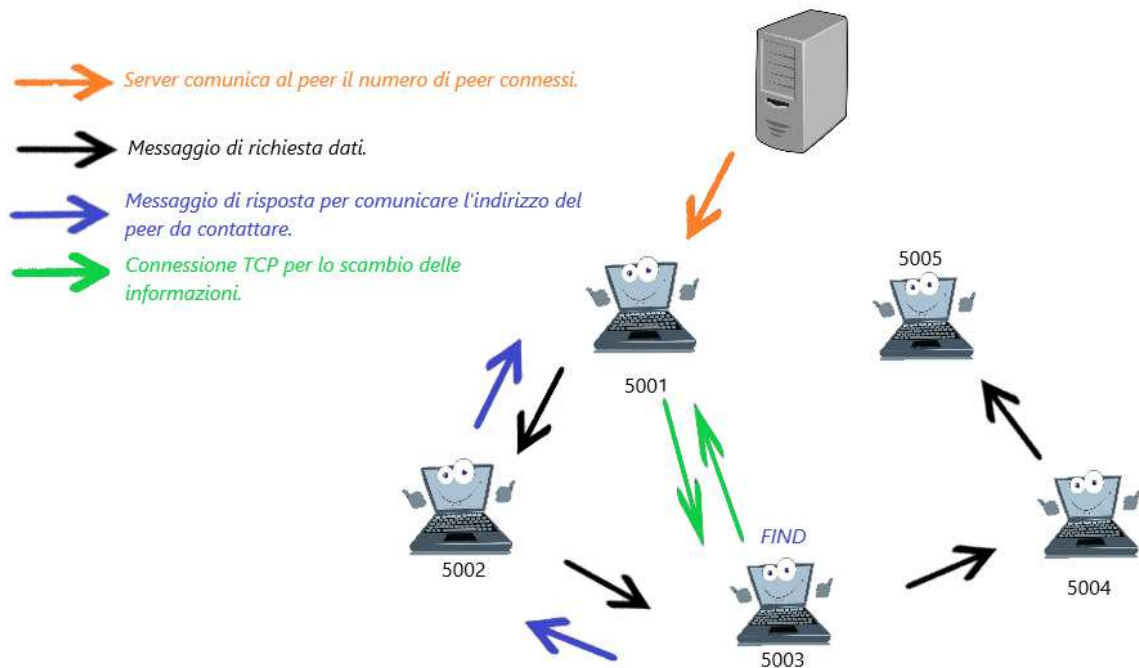 Server comunica al peer il numero di peer connessi.
Messaggio di richiesta dati.
Messaggio di risposta per comunicare l'indirizzo del
peer da contattare.
Connessione TCP per lo scambio delle
informazioni.
5005
5001
5002
FIND
5004
5003